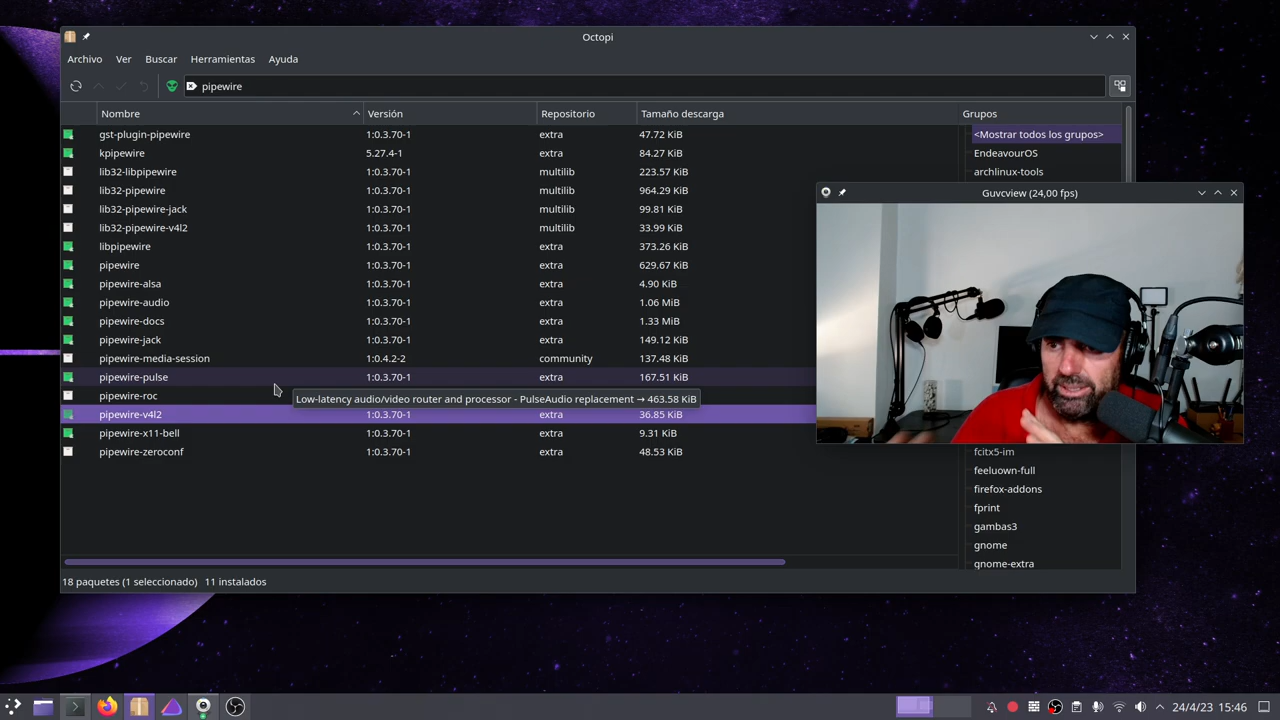 Octopi
Archivo Ver Buscar Herramientas Ayuda
pipewire
Nombre Versión Repositorio Tamaño descarga Grupos
gst-plugin-pipewire 1:0.3.70-1 extra 47.72 KiB <Mostrar todos los grupos>
kpipewire 5.27.4-1 extra 84.27 KiB EndeavourOS
lib32-libpipewire 1:0.3.70-1 multilib 223.57 KiB archlinux-tools
lib32-pipewire 1:0.3.70-1 multilib 964.29 KiB
Guvcview (24,00 fps)
lib32-pipewire-jack 1:0.3.70-1 multilib 99.81 KiB
lib32-pipewire-v4l2 1:0.3.70-1 multilib 33.99 KiB
libpipewire 1:0.3.70-1 extra 373.26 KiB
pipewire 1:0.3.70-1 extra 629.67 KiB
pipewire-alsa 1:0.3.70-1 extra 4.90 KiB
pipewire-audio 1:0.3.70-1 extra 1.06 MiB
pipewire-docs 1:0.3.70-1 extra 1.33 MiB
pipewire-jack 1:0.3.70-1 extra 149.12 KiB
pipewire-media-session 1:0.4.2-2 community 137.48 KiB
pipewire-pulse 1:0.3.70-1 extra 167.51 KiB
pipewire-roc
Low-latency audio/video router and processor - PulseAudio replacement → 463.58 KiB
pipewire-v4l2 1:0.3.70-1 extra 36.85 KiB
pipewire-x11-bell 1:0.3.70-1 extra 9.31 KiB
pipewire-zeroconf 1:0.3.70-1 extra 48.53 KiB fcitx5-im
feeluown-full
firefox-addons
fprint
gambas3
gnome
gnome-extra
18 paquetes (1 seleccionado) 11 instalados
24/4/23 15:46